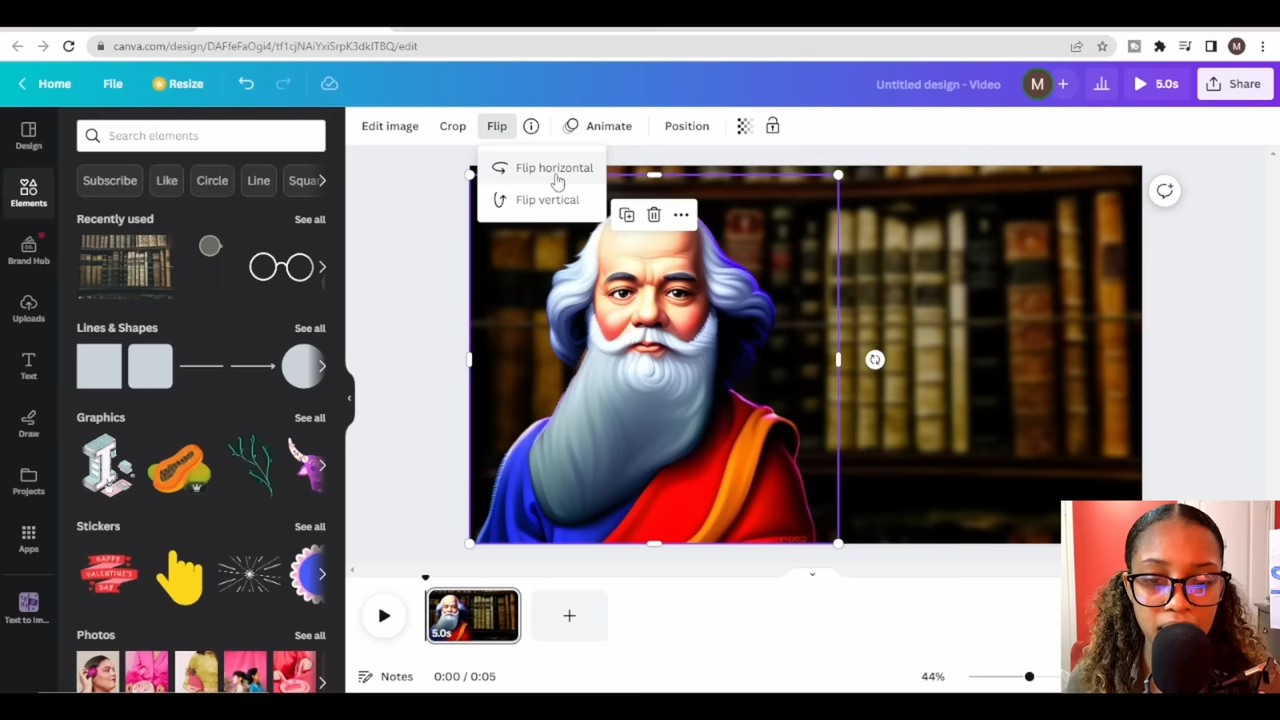 canva.com/design/DAFfeFaOgi4/tf1cjNAiYxiSrpK3dkITBQ/edit
M
Home File Resize
Untitled design - Video
M
5.0s
Share
Design
Elements
Brand Hub
Uploads
Text
Draw
Projects
Apps
Text to Im...
Search elements
Subscribe Like Circle Line Squa
Recently used See all
Lines & Shapes See all
Graphics See all
Stickers See all
HAPPY
VALENTINE'S
DAY
Photos See all
Edit image Crop Flip Animate Position
Flip horizontal
Flip vertical
5.0s
Notes 0:00 / 0:05
44%